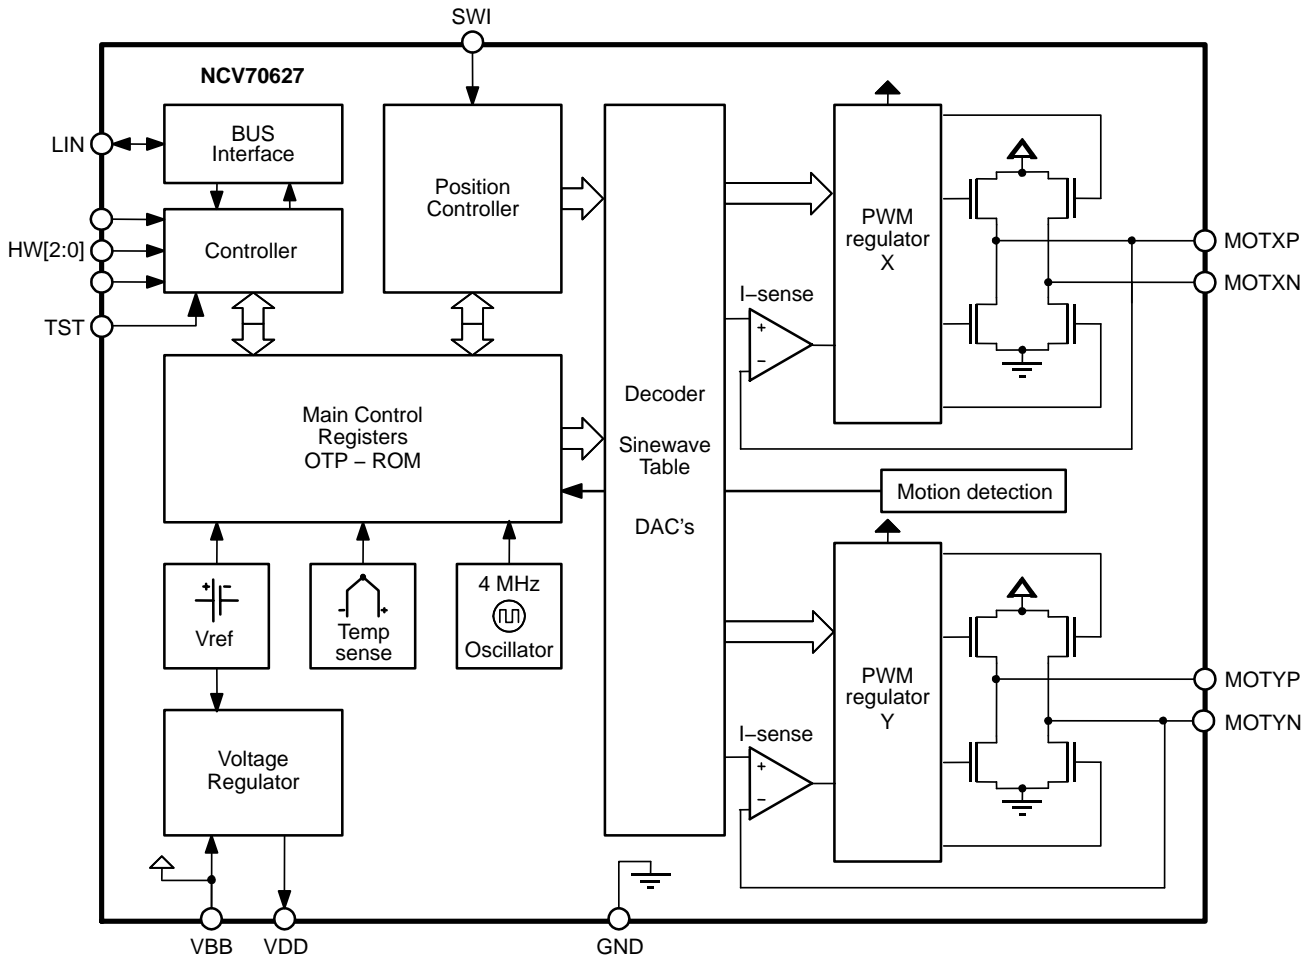 SWI
NCV70627
LIN
BUS
Interface
Position
Controller
HW[2:0]
Controller
TST
PWM
regulator
X
MOTXP
MOTXN
I−sense
+
−
Main Control
Registers
OTP − ROM
Decoder
Sinewave
Table
DAC's
Motion detection
+ −
Vref
− +
Temp
sense
4 MHz
Oscillator
PWM
regulator
Y
MOTYP
MOTYN
I−sense
+
−
Voltage
Regulator
VBB
VDD
GND